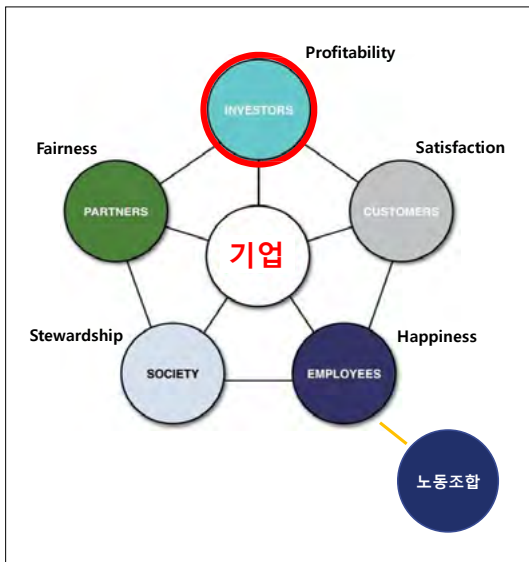 Profitability
INVESTORS
Fairness
Satisfaction
PARTNERS
CUSTOMERS
기업
Stewardship
Happiness
SOCIETY
EMPLOYEES
노동조합